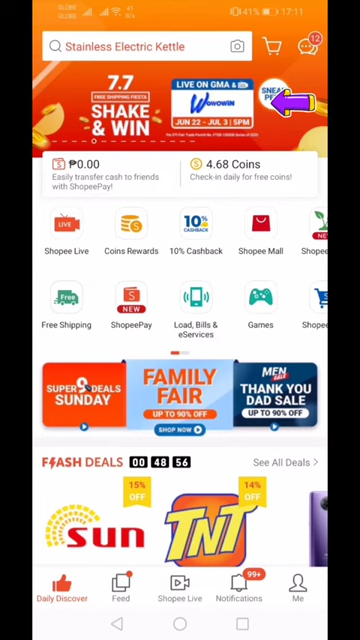 GLOBE
GLOBE
41
K/s
41%
17:11
Stainless Electric Kettle
12
7.7
FREE SHIPPING FIESTA
SHAKE
& WIN
LIVE ON GMA &
WOWOWIN
JUN 22 - JUL 3 | 5PM
SNEA
PE
₱0.00
Easily transfer cash to friends
with ShopeePay!
4.68 Coins
Check-in daily for free coins!
Shopee Live
Coins Rewards
10%
CASHBACK
10% Cashback
Shopee Mall
NE
Shopee
Free
Free Shipping
NEW
ShopeePay
Load, Bills &
eServices
Games
Shopee
SUPER DEALS
SUNDAY
FAMILY
FAIR
UP TO 90% OFF
SHOP NOW
MEN
SALE
THANK YOU
DAD SALE
UP TO 90% OFF
FLASH DEALS 00 48 56
See All Deals >
15%
OFF
sun
14%
OFF
TNT
Daily Discover
Feed
Shopee Live
99+
Notifications
Me